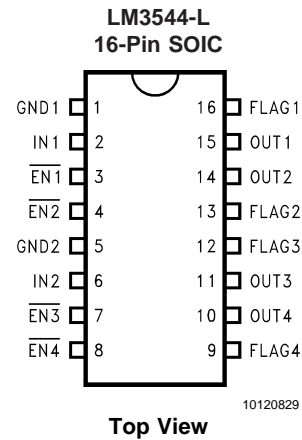 LM3544-L
16-Pin SOIC
GND1 1 16 FLAG1
IN1 2 15 OUT1
EN1 3 14 OUT2
EN2 4 13 FLAG2
GND2 5 12 FLAG3
IN2 6 11 OUT3
EN3 7 10 OUT4
EN4 8 9 FLAG4
10120829
Top View